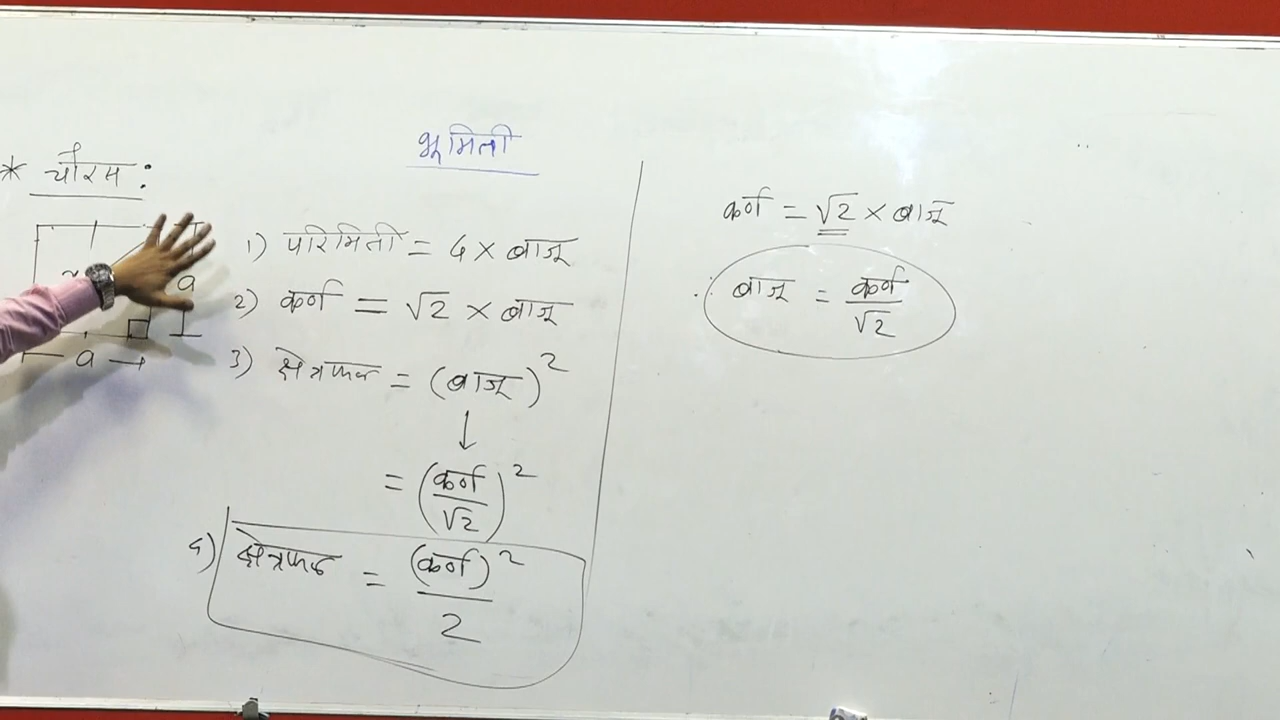 भूमिती
* चौरस :
a
a
1) परिमिती = 4 × बाजू
2) कर्ण = √2 × बाजू
3) क्षेत्रफळ = (बाजू)²
↓
= (कर्ण/√2)²
4) क्षेत्रफळ = (कर्ण)²/2
कर्ण = √2 × बाजू
∴ बाजू = कर्ण/√2